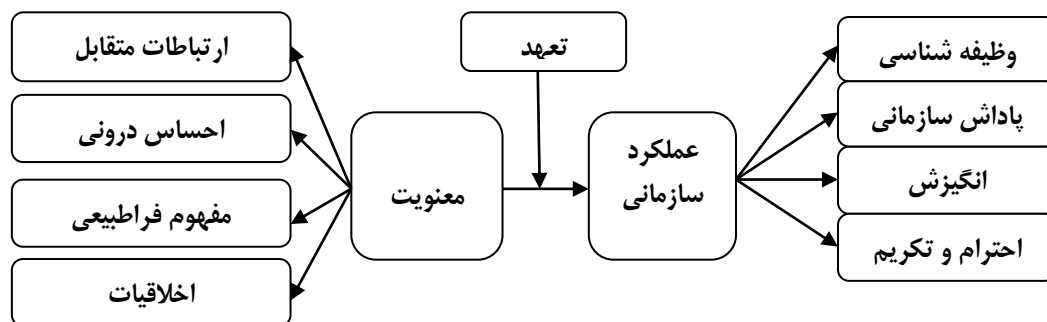 ارتباطات متقابل
احساس درونی
مفهوم فراطبیعی
اخلاقیات
معنویت
تعهد
عملکرد
سازمانی
وظیفه شناسی
پاداش سازمانی
انگیزش
احترام و تکریم